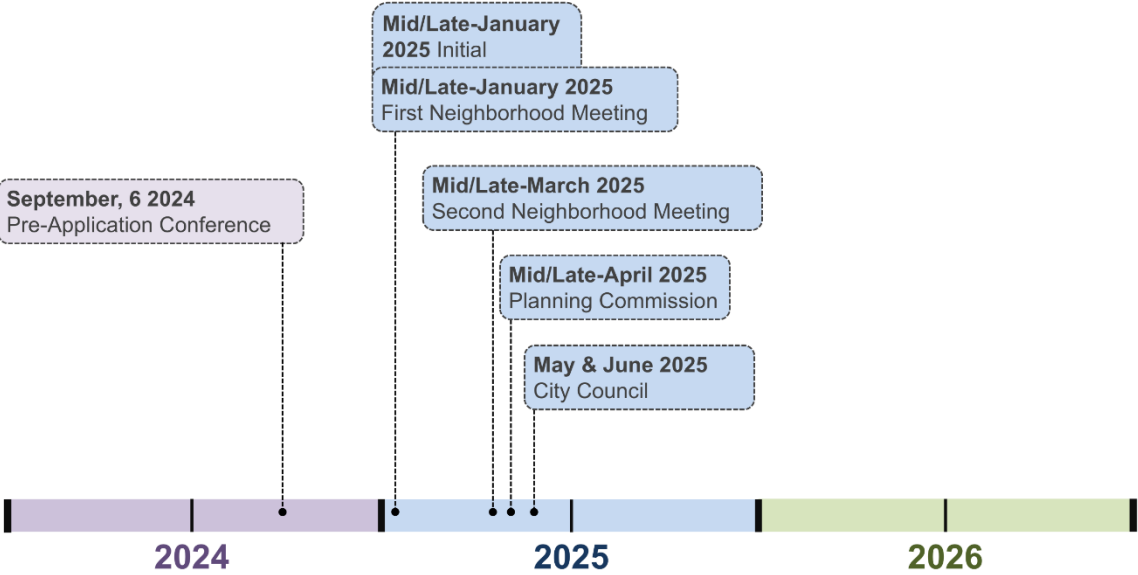 Mid/Late-January
2025 Initial
Mid/Late-January 2025
First Neighborhood Meeting
Mid/Late-March 2025
Second Neighborhood Meeting
September, 6 2024
Pre-Application Conference
Mid/Late-April 2025
Planning Commission
May & June 2025
City Council
2024
2025
2026